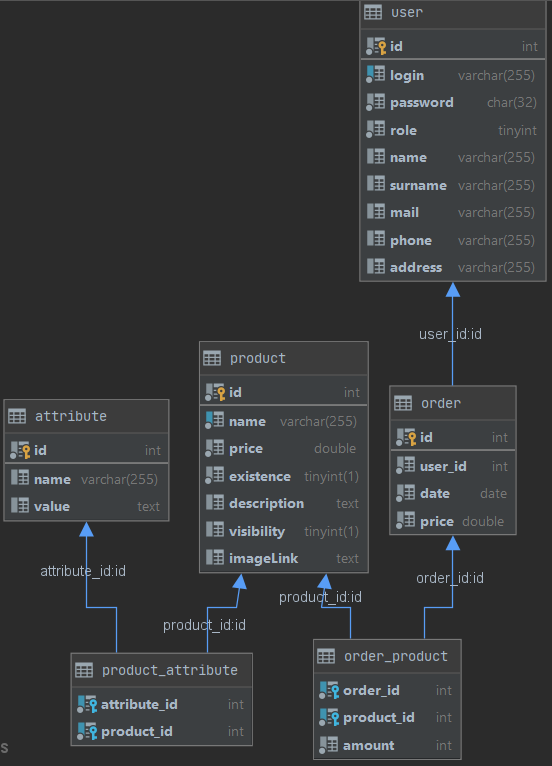 user
id int
login varchar(255)
password char(32)
role tinyint
name varchar(255)
surname varchar(255)
mail varchar(255)
phone varchar(255)
address varchar(255)
user_id:id
product
id int
name varchar(255)
price double
existence tinyint(1)
description text
visibility tinyint(1)
imageLink text
order
id int
user_id int
date date
price double
attribute
id int
name varchar(255)
value text
attribute_id:id
product_id:id
product_id:id
order_id:id
product_attribute
attribute_id int
product_id int
order_product
order_id int
product_id int
amount int
s